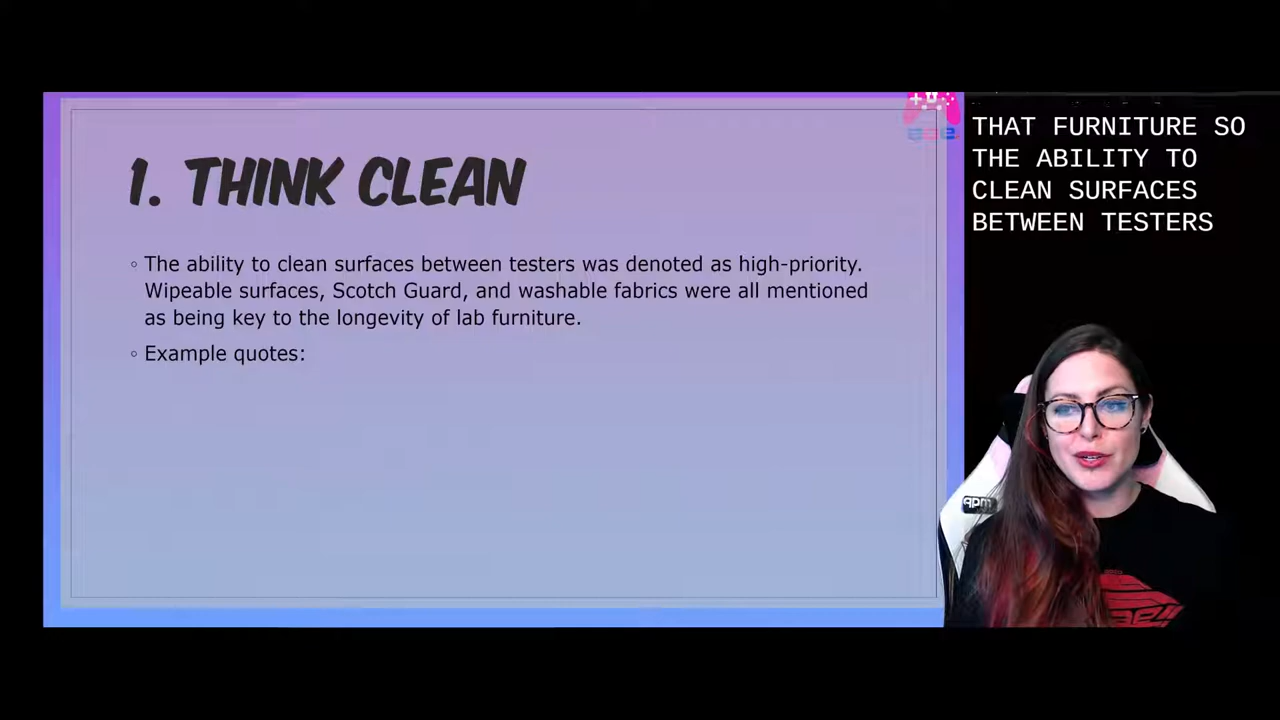 1. THINK CLEAN
◦ The ability to clean surfaces between testers was denoted as high-priority.
Wipeable surfaces, Scotch Guard, and washable fabrics were all mentioned
as being key to the longevity of lab furniture.
◦ Example quotes:
THAT FURNITURE SO
THE ABILITY TO
CLEAN SURFACES
BETWEEN TESTERS